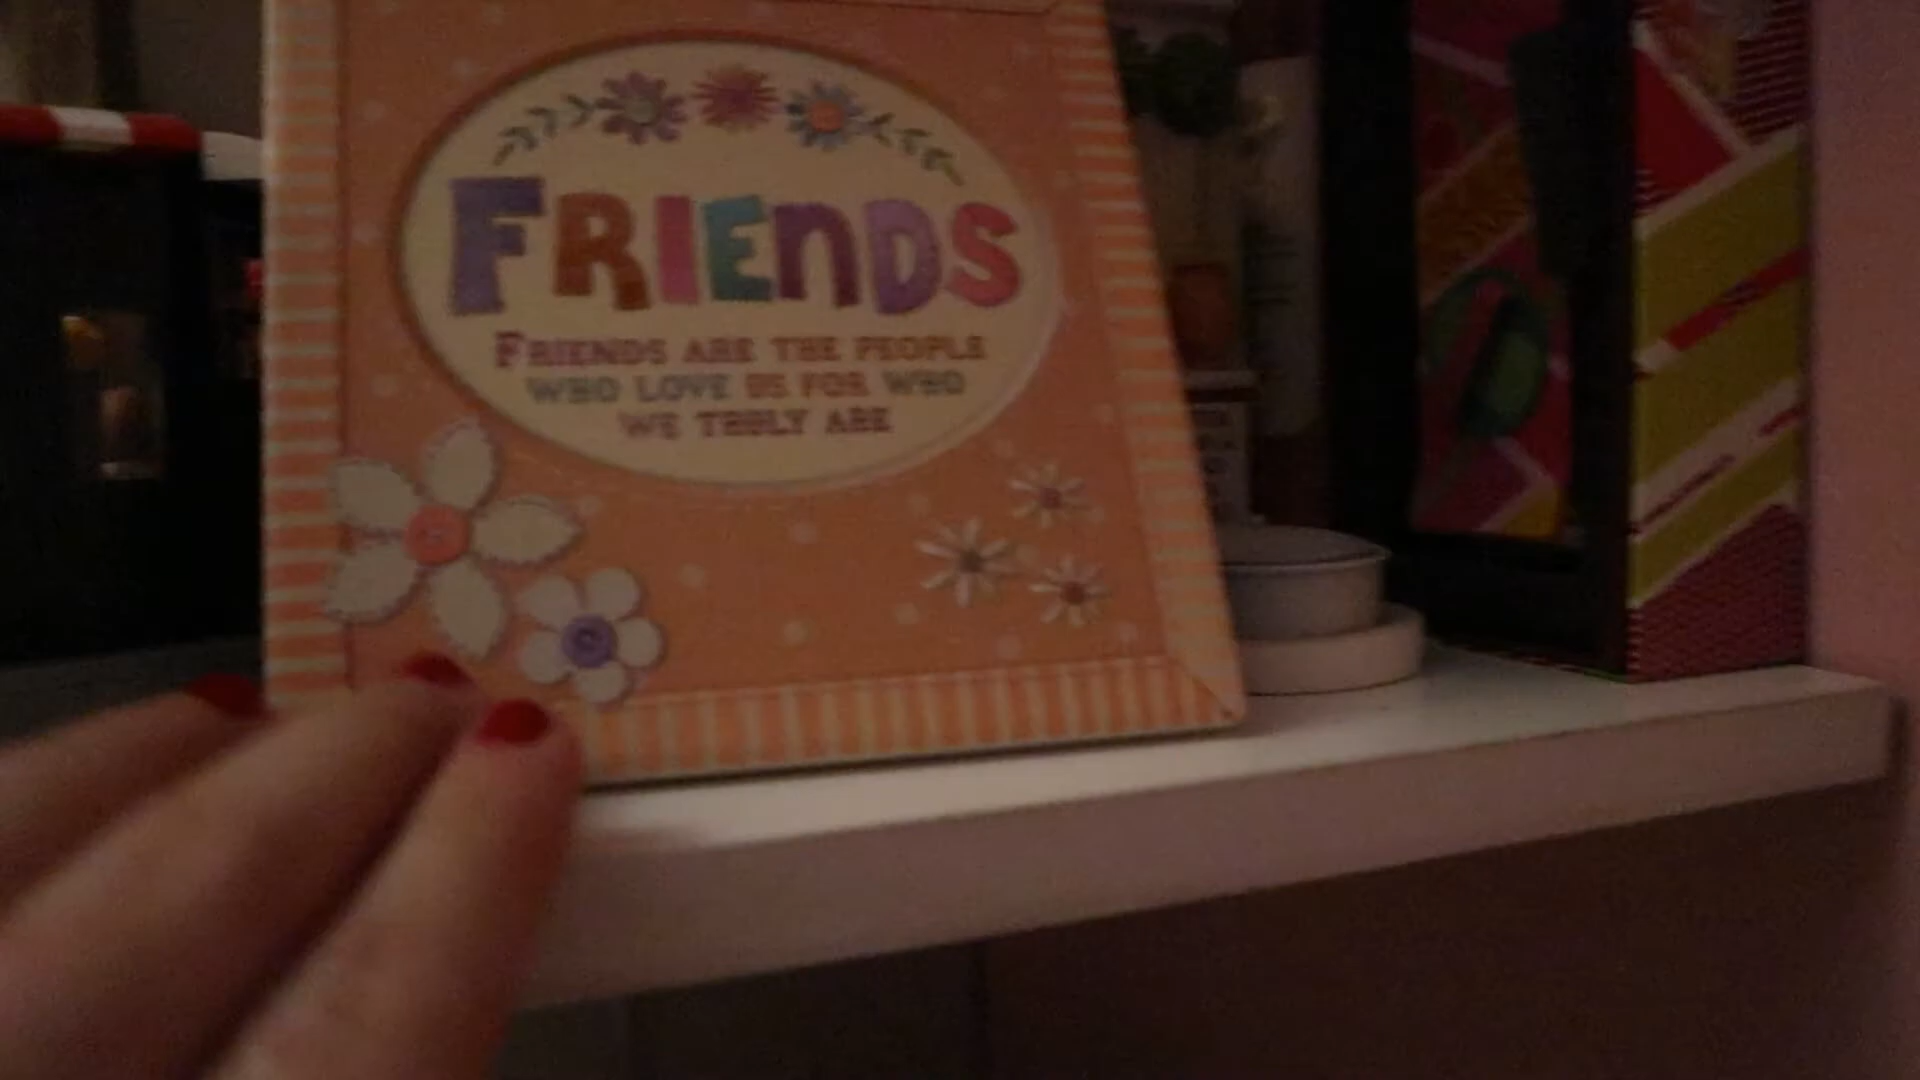 FRIENDS
FRIENDS ARE THE PEOPLE
WHO LOVE US FOR WHO
WE TRULY ARE